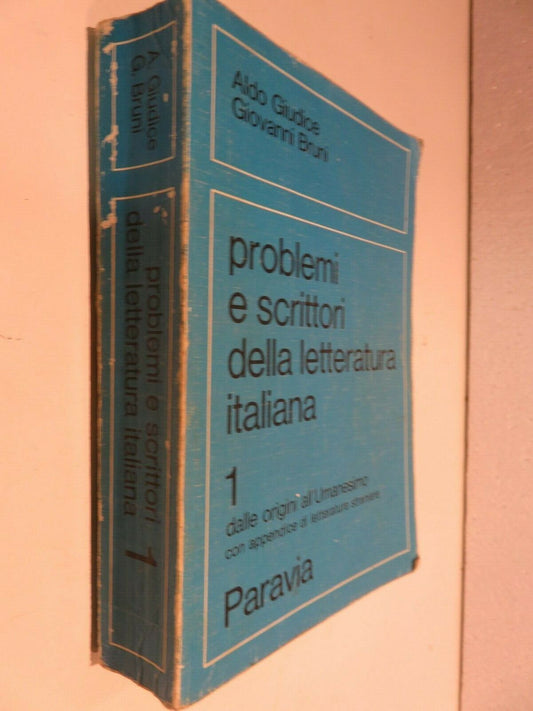 A. Giudice
G. Bruni
problemi e scrittori
della letteratura italiana 1
Aldo Giudice
Giovanni Bruni
problemi
e scrittori
della letteratura
italiana
1
dalle origini all'Umanesimo
con appendice di letterature straniere
Paravia